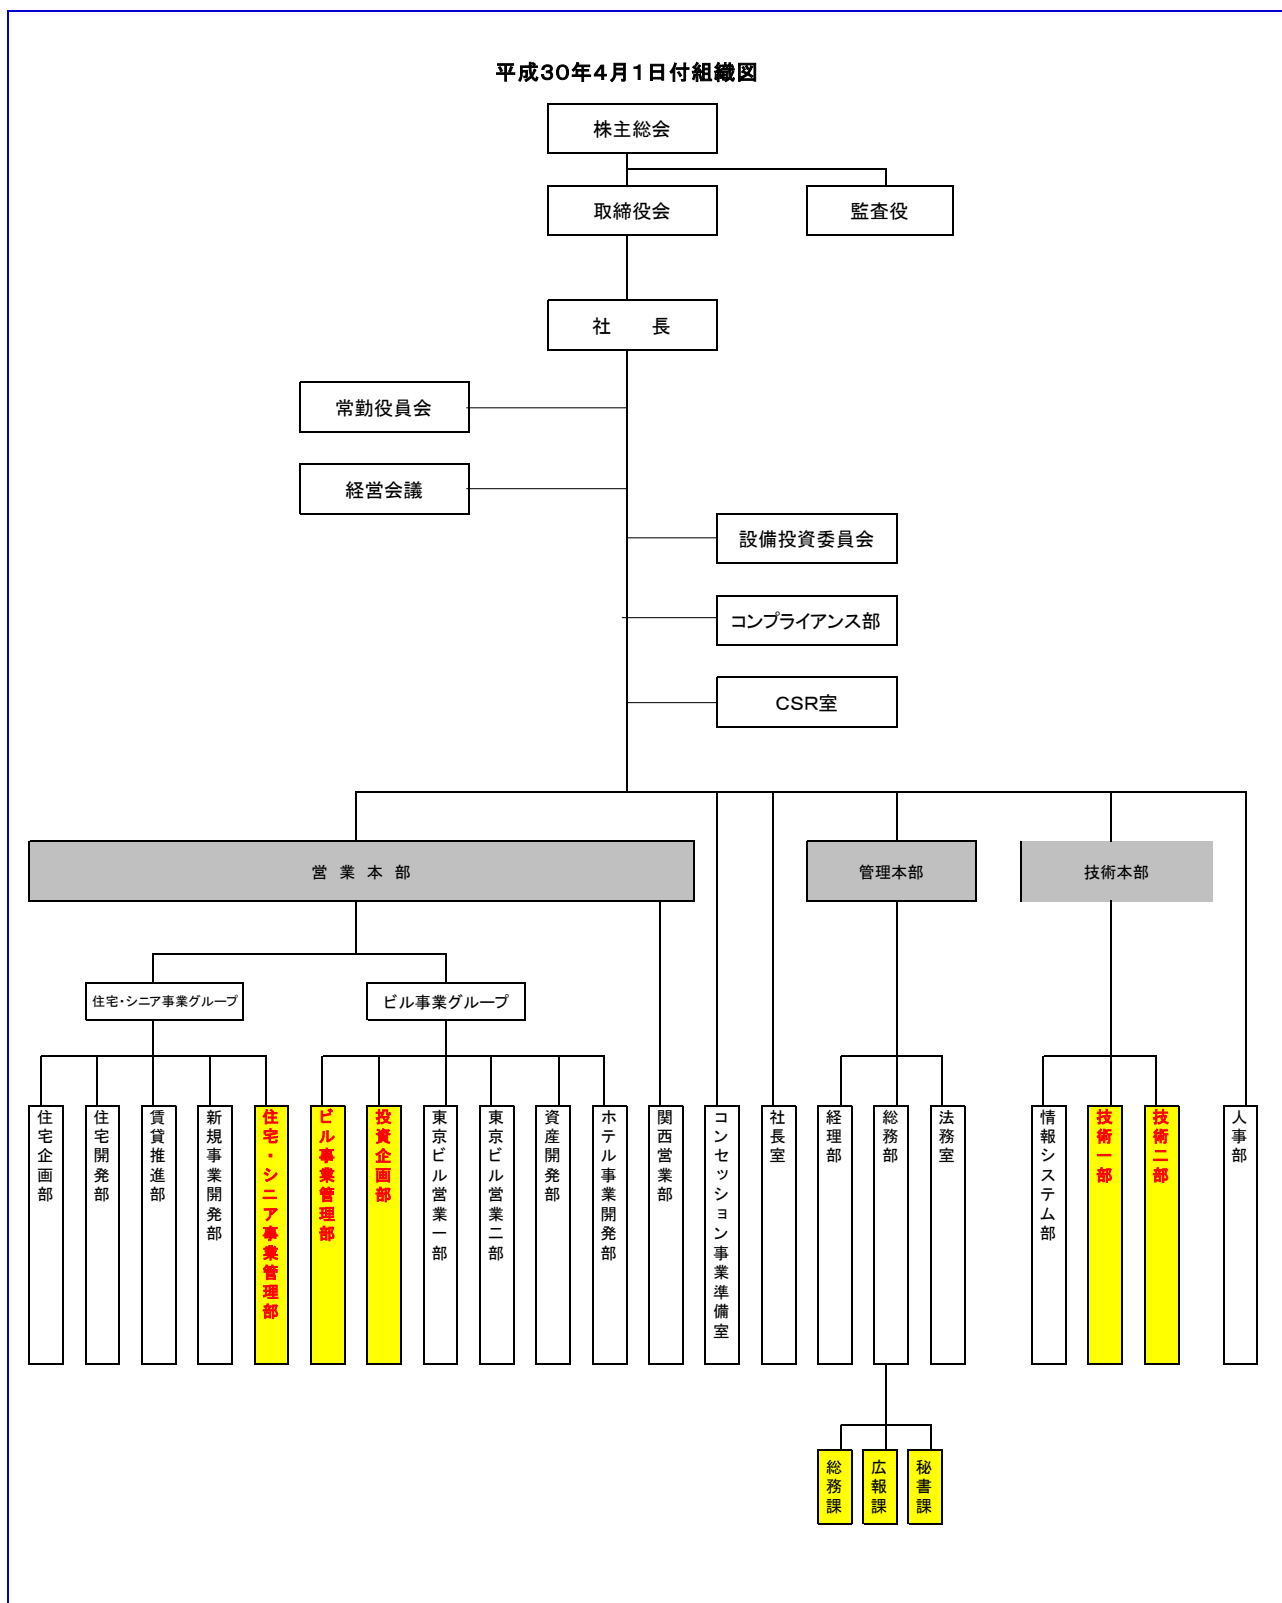 平成30年4月1日付組織図
株主総会
取締役会
監査役
社　　長
常勤役員会
経営会議
設備投資委員会
コンプライアンス部
CSR室
営 業 本 部
管理本部
技術本部
住宅・シニア事業グループ
ビル事業グループ
住宅企画部
住宅開発部
賃貸推進部
新規事業開発部
住宅・シニア事業管理部
ビル事業管理部
投資企画部
東京ビル営業一部
東京ビル営業二部
資産開発部
ホテル事業開発部
関西営業部
コンセッション事業準備室
社長室
経理部
総務部
法務室
情報システム部
技術一部
技術二部
人事部
総務課
広報課
秘書課